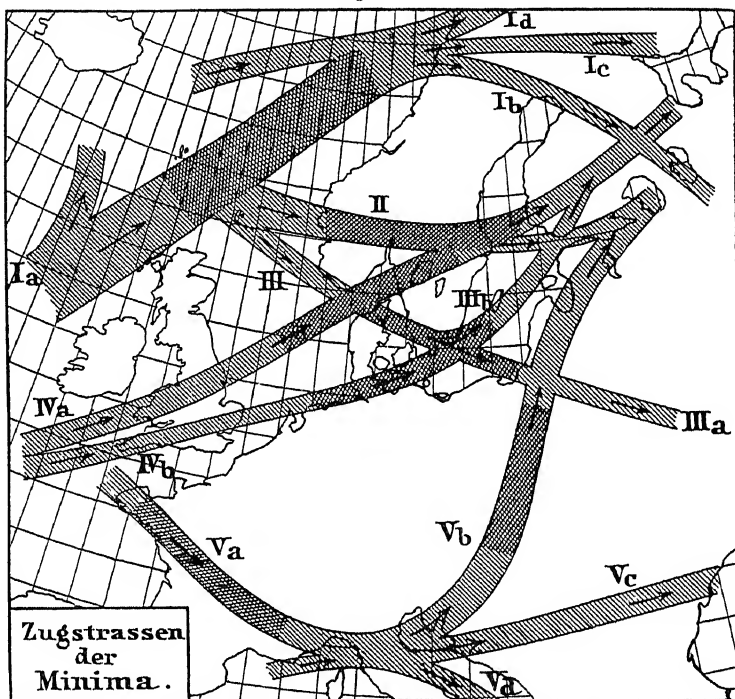 Id
Ic
Ib
II
Ia
III
IIIb
IVa
IIIa
IVb
Va
Vb
Vc
Zugstrassen
der
Minima.
Vd